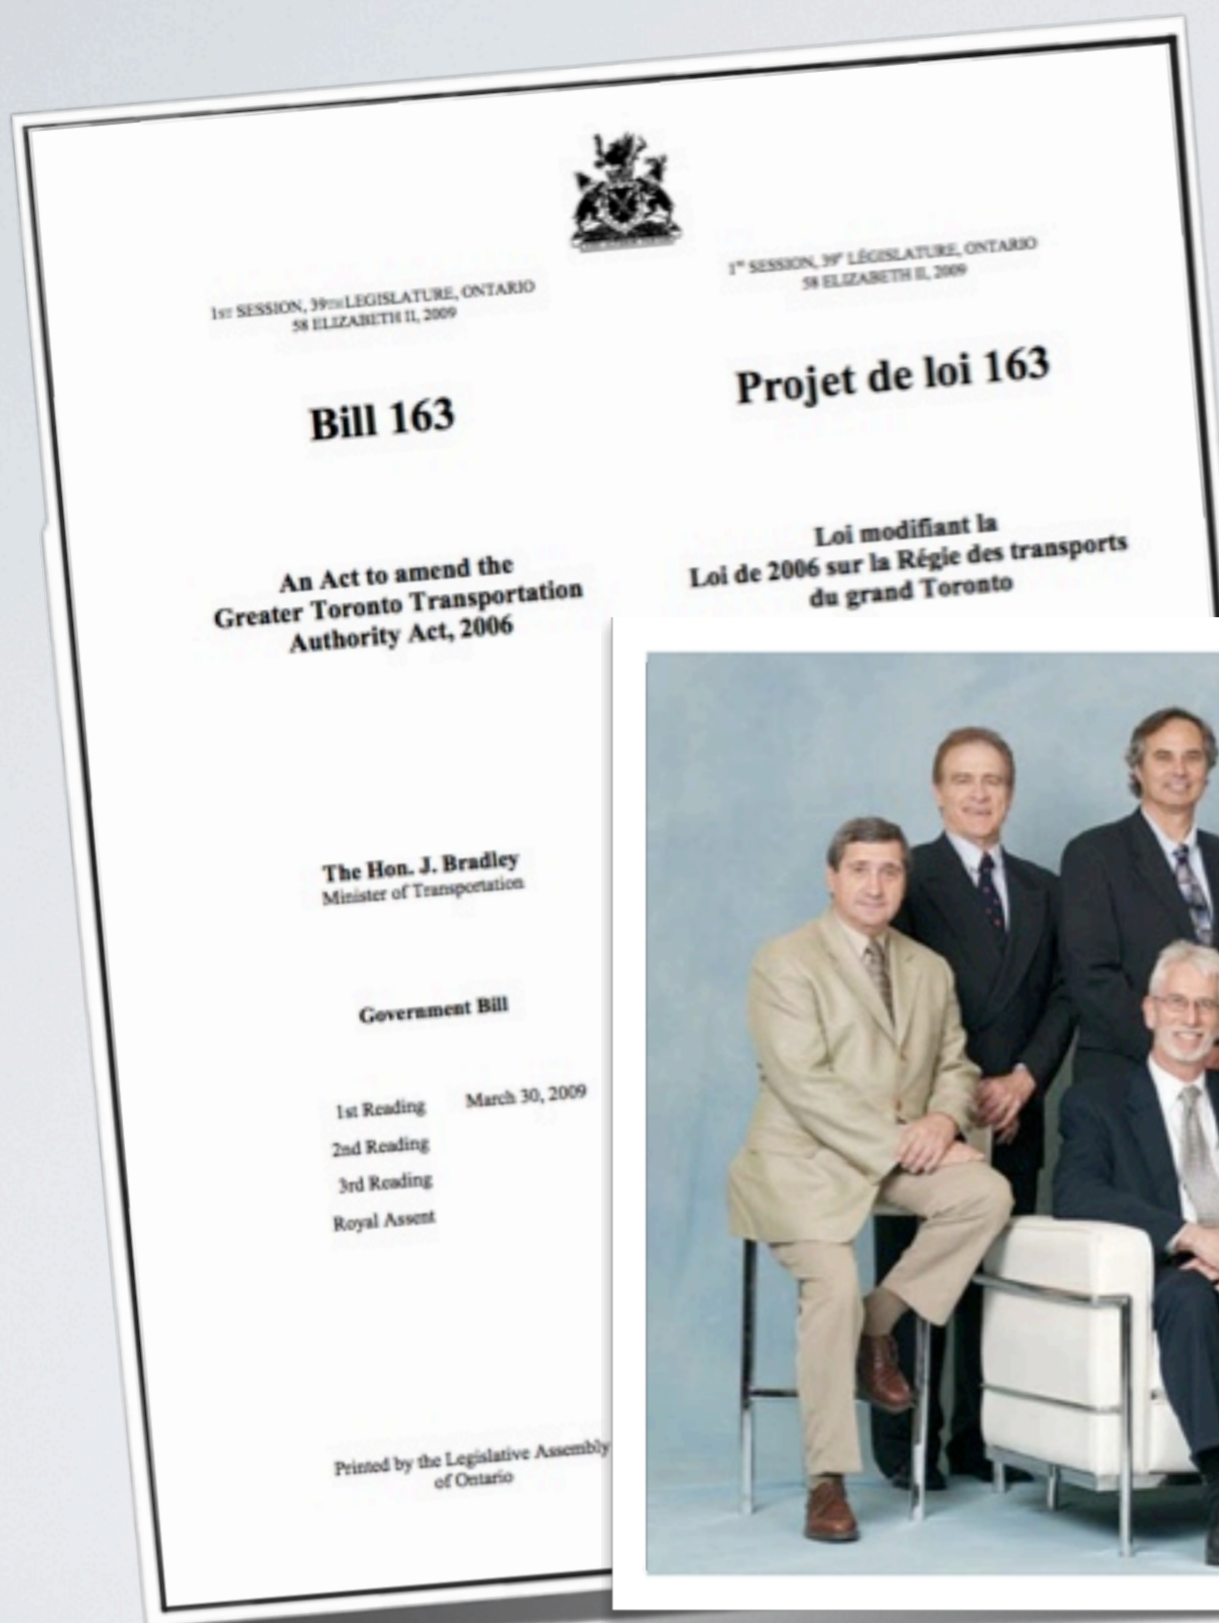 1ST SESSION, 39TH LEGISLATURE, ONTARIO
58 ELIZABETH II, 2009
Bill 163
An Act to amend the
Greater Toronto Transportation
Authority Act, 2006
The Hon. J. Bradley
Minister of Transportation
Government Bill
1st Reading March 30, 2009
2nd Reading
3rd Reading
Royal Assent
Printed by the Legislative Assembly
of Ontario
1re SESSION, 39e LÉGISLATURE, ONTARIO
58 ELIZABETH II, 2009
Projet de loi 163
Loi modifiant la
Loi de 2006 sur la Régie des transports
du grand Toronto